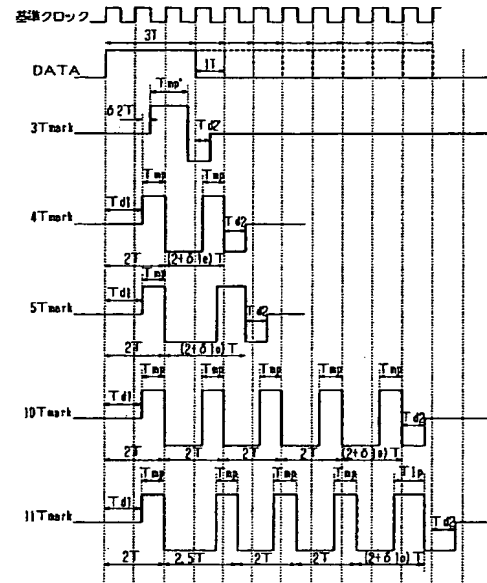 基準クロック
3T
DATA
1T
Tmp'
δ2T
Td2
3Tmark
Tmp Tmp
Td1
Td2
4Tmark
2T (2+δ1e)T
Tmp
Td1
5Tmark
Td2
2T (2+δ1o)T
Tmp Tmp Tmp Tmp Tmp
Td1
10Tmark
Td2
2T 2T 2T 2T (2+δ1e)T
Tmp Tmp Tmp Tmp T1p
Td1
11Tmark
Td2
2T 2.5T 2T 2T (2+δ1o)T